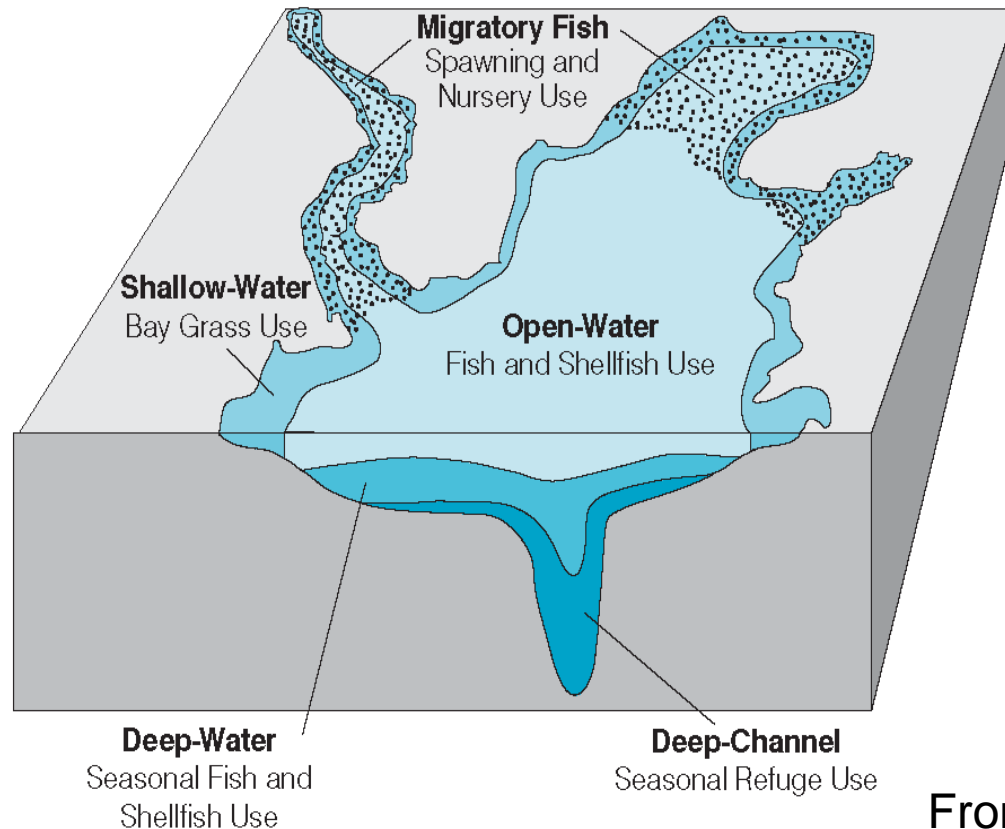 Migratory Fish
Spawning and
Nursery Use
Shallow-Water
Bay Grass Use
Open-Water
Fish and Shellfish Use
Deep-Water
Seasonal Fish and
Shellfish Use
Deep-Channel
Seasonal Refuge Use